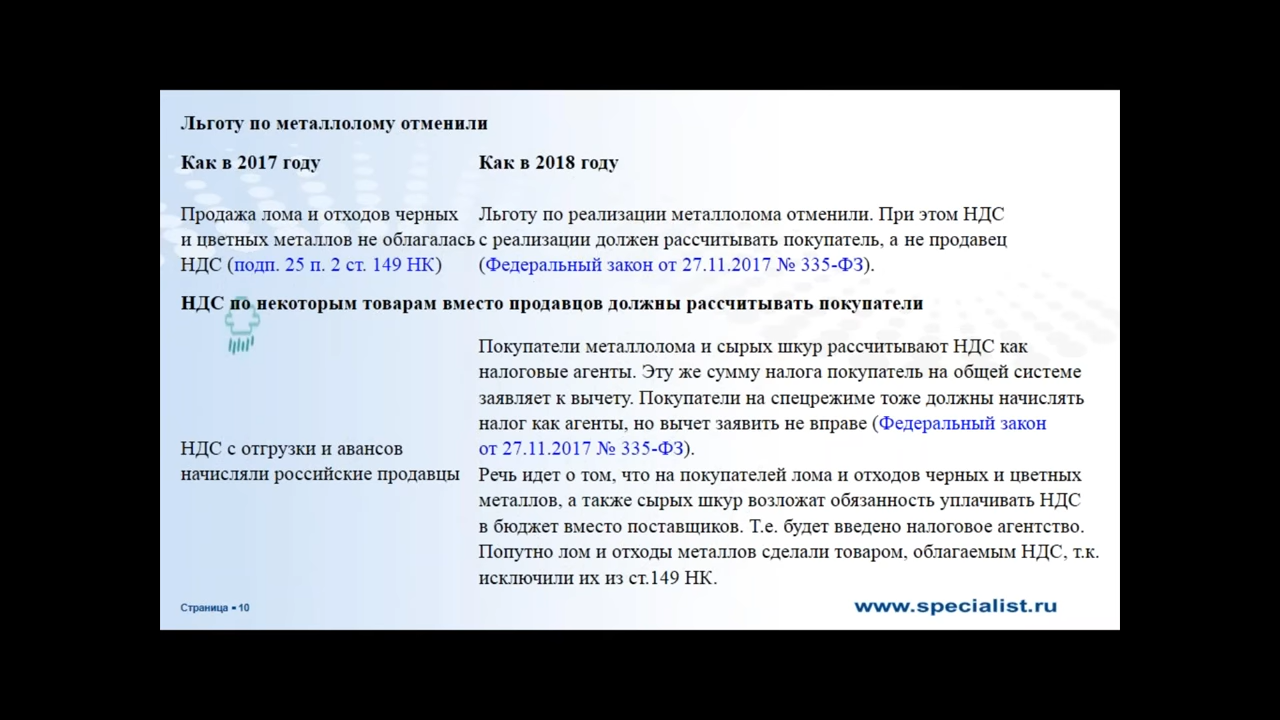 Льготу по металлолому отменили
Как в 2017 году
Как в 2018 году
Продажа лома и отходов черных
и цветных металлов не облагалась
НДС (подп. 25 п. 2 ст. 149 НК)
Льготу по реализации металлолома отменили. При этом НДС
с реализации должен рассчитывать покупатель, а не продавец
(Федеральный закон от 27.11.2017 № 335-ФЗ).
НДС по некоторым товарам вместо продавцов должны рассчитывать покупатели
НДС с отгрузки и авансов
начисляли российские продавцы
Покупатели металлолома и сырых шкур рассчитывают НДС как
налоговые агенты. Эту же сумму налога покупатель на общей системе
заявляет к вычету. Покупатели на спецрежиме тоже должны начислять
налог как агенты, но вычет заявить не вправе (Федеральный закон
от 27.11.2017 № 335-ФЗ).
Речь идет о том, что на покупателей лома и отходов черных и цветных
металлов, а также сырых шкур возложат обязанность уплачивать НДС
в бюджет вместо поставщиков. Т.е. будет введено налоговое агентство.
Попутно лом и отходы металлов сделали товаром, облагаемым НДС, т.к.
исключили их из ст.149 НК.
Страница ▪ 10
www.specialist.ru